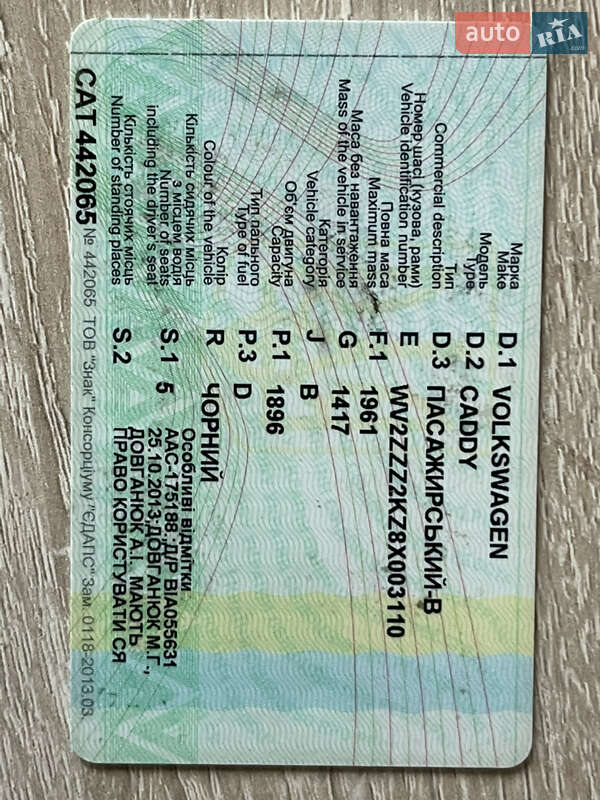 auto RIA .com
Марка
Make D.1 VOLKSWAGEN
Модель
Type, D.2 CADDY
Тип
Commercial description D.3 ПАСАЖИРСЬКИЙ-В
Номер шасі (кузова, рами)
Vehicle identification number E WV2ZZZ2KZ8X003110
Повна маса
Maximum mass F.1 1961
Маса без навантаження
Mass of the vehicle in service G 1417
Категорія
Vehicle category J B
Об'єм двигуна
Capacity P.1 1896
Тип пального
Type of fuel P.3 D
Колір
Colour of the vehicle R ЧОРНИЙ
Кількість сидячих місць
з місцем водія
Number of seats
including the driver's seat S.1 5
Кількість стоячих місць
Number of standing places S.2
Особливі відмітки
ААС-175188;Д/Р ВІА055631
25.10.2013;ДОВГАНЮК М.Г.,
ДОВГАНЮК А.І. МАЮТЬ
ПРАВО КОРИСТУВАТИ СЯ
САТ 442065 № 442065 ТОВ "Знак" Консорціуму "ЄДАПС" Зам. 0118-2013.03.